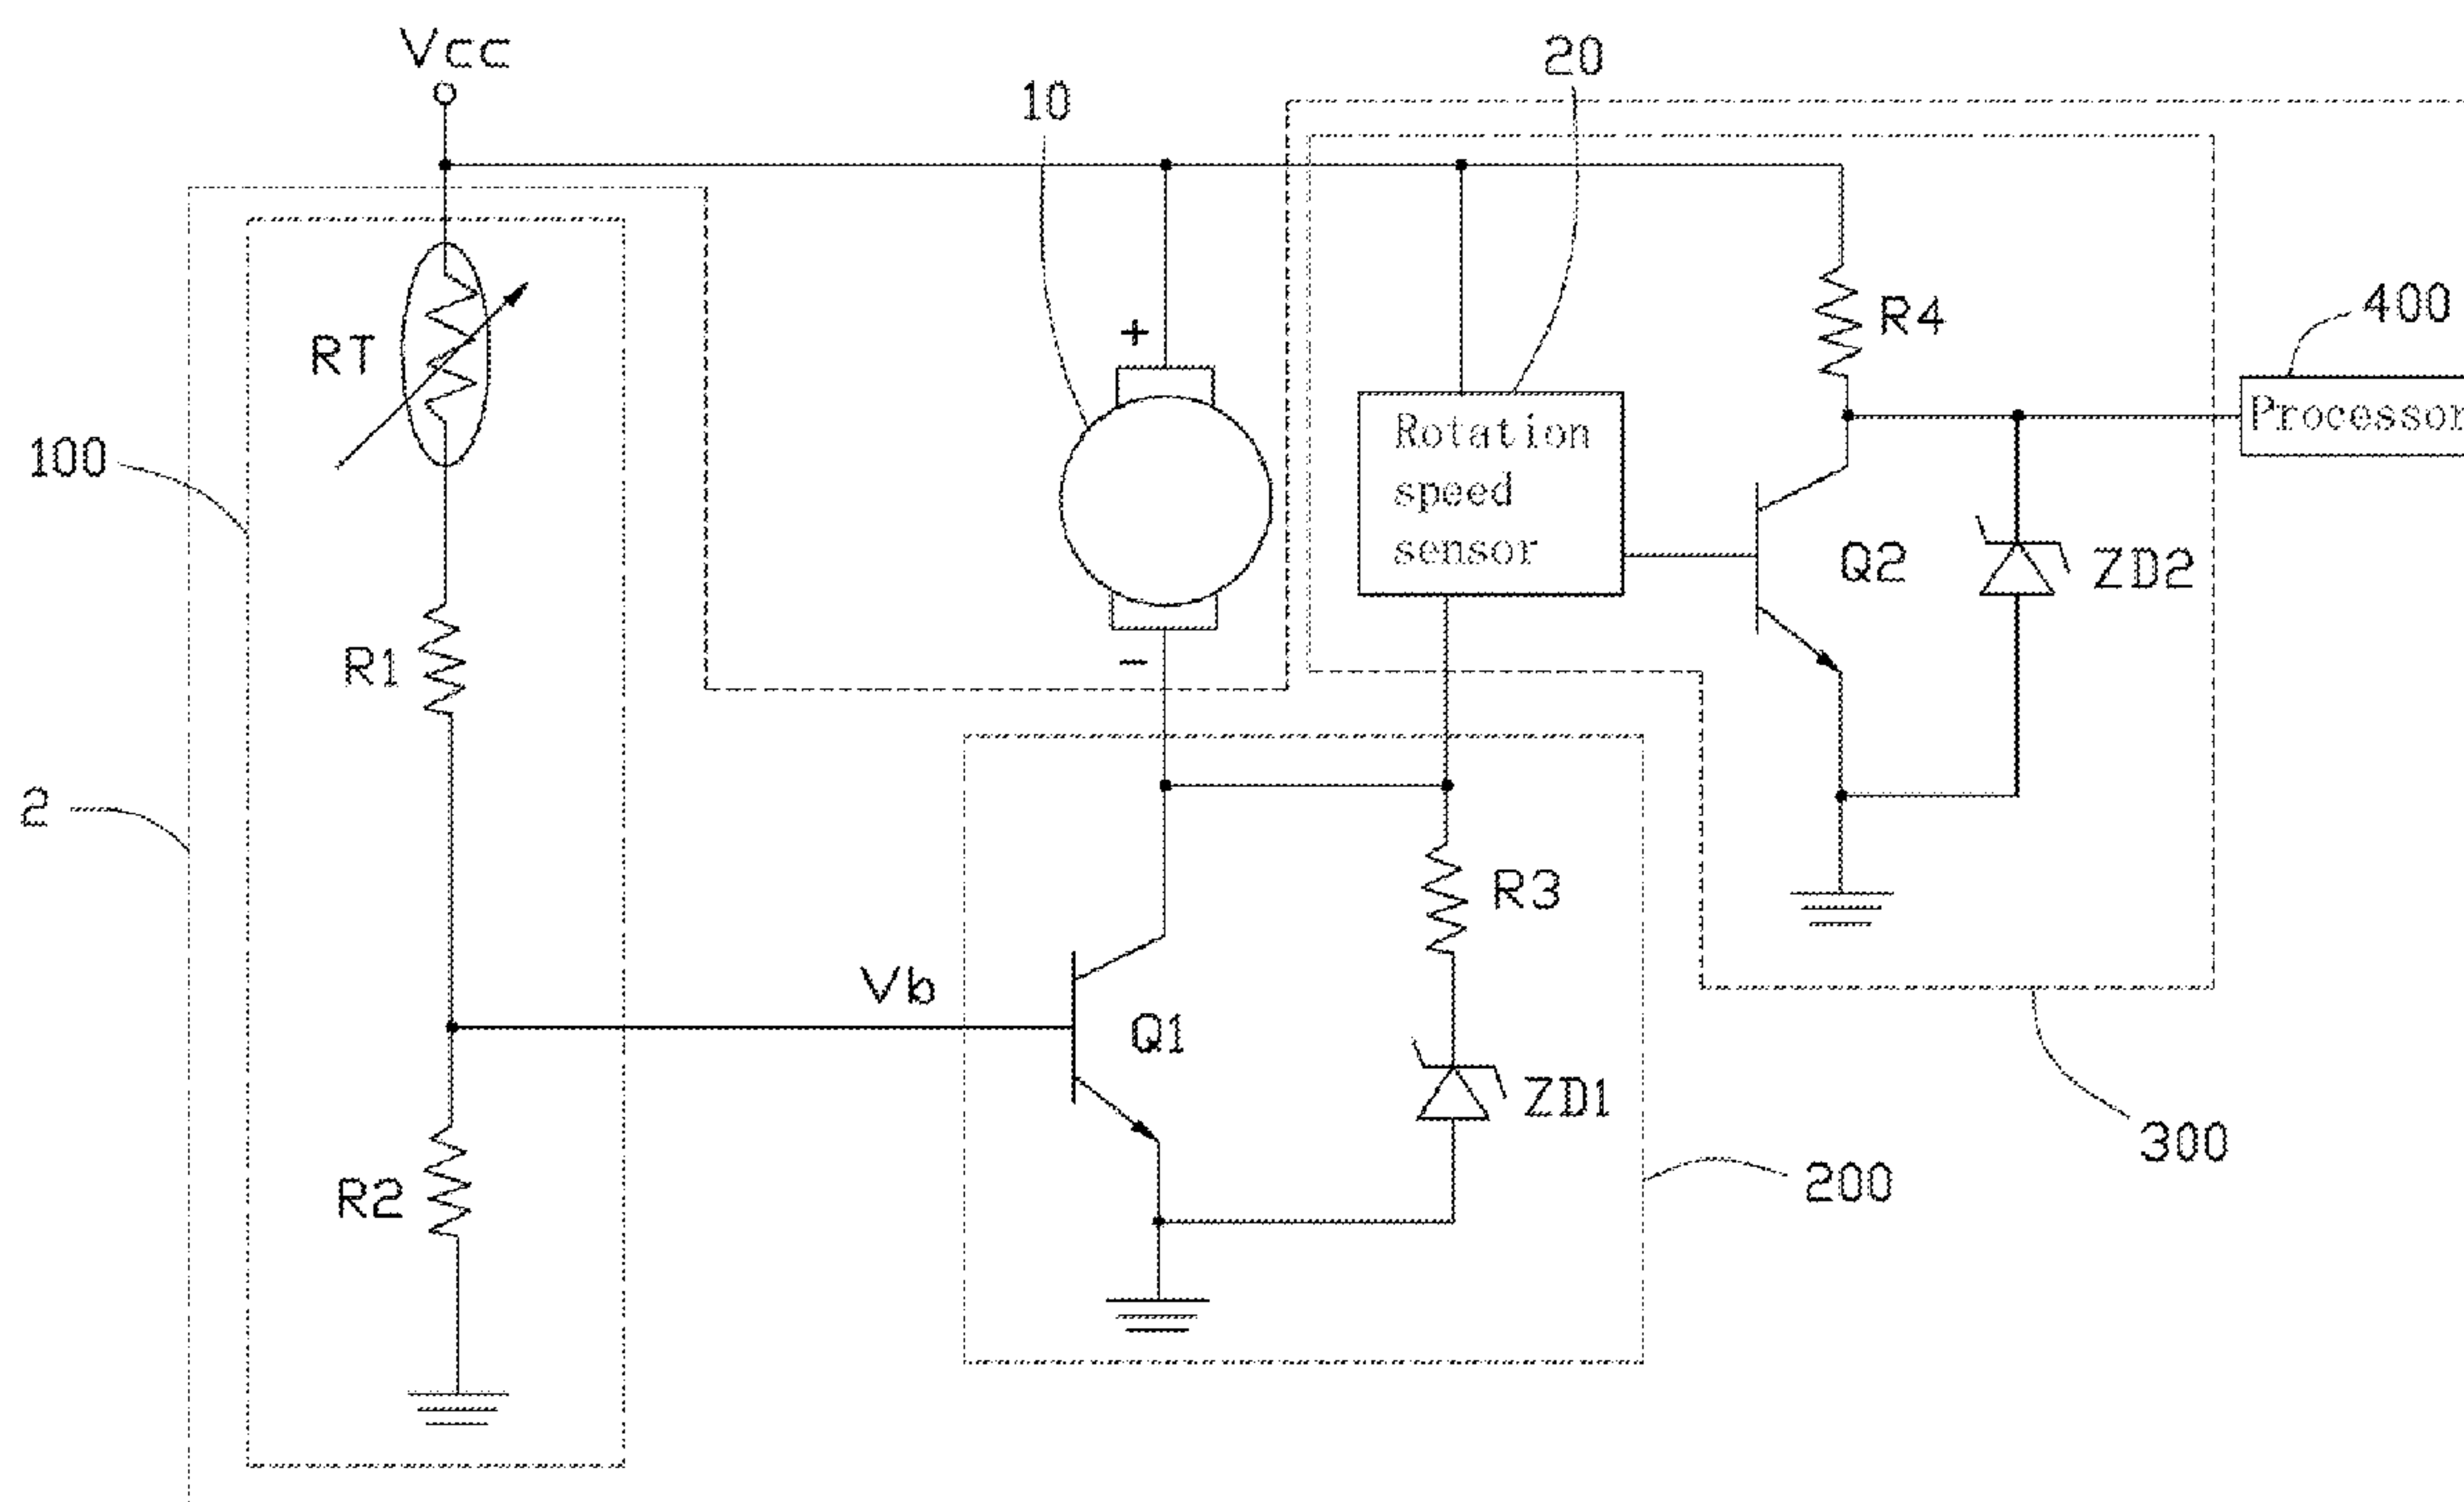 Vcc
20
10
+
R4
400
RT
Rotation
speed
sensor
Processor
100
Q2
ZD2
R1
-
2
R3
Vb
Q1
ZD1
300
R2
200